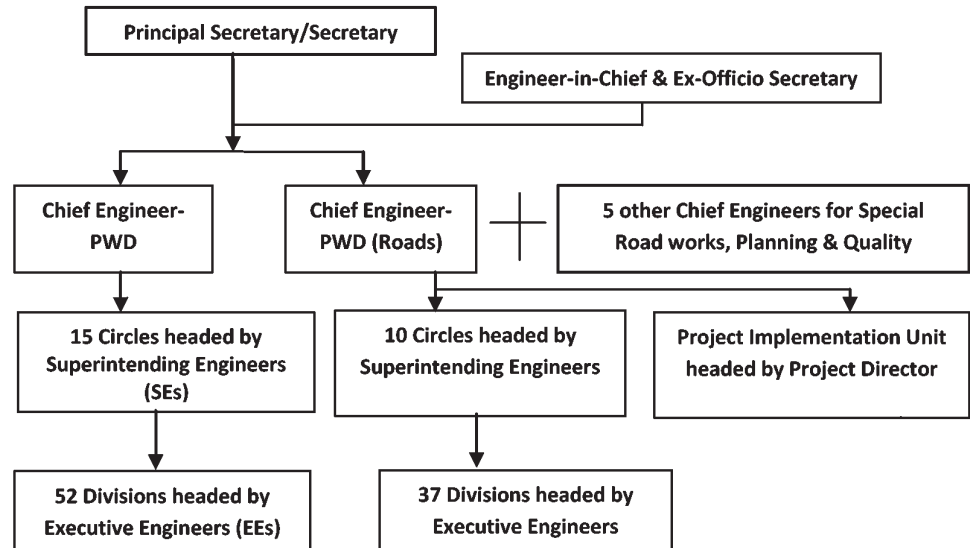 Principal Secretary/Secretary
Engineer-in-Chief & Ex-Officio Secretary
Chief Engineer-
PWD
Chief Engineer-
PWD (Roads)
5 other Chief Engineers for Special
Road works, Planning & Quality
15 Circles headed by
Superintending Engineers
(SEs)
10 Circles headed by
Superintending Engineers
Project Implementation Unit
headed by Project Director
52 Divisions headed by
Executive Engineers (EEs)
37 Divisions headed by
Executive Engineers